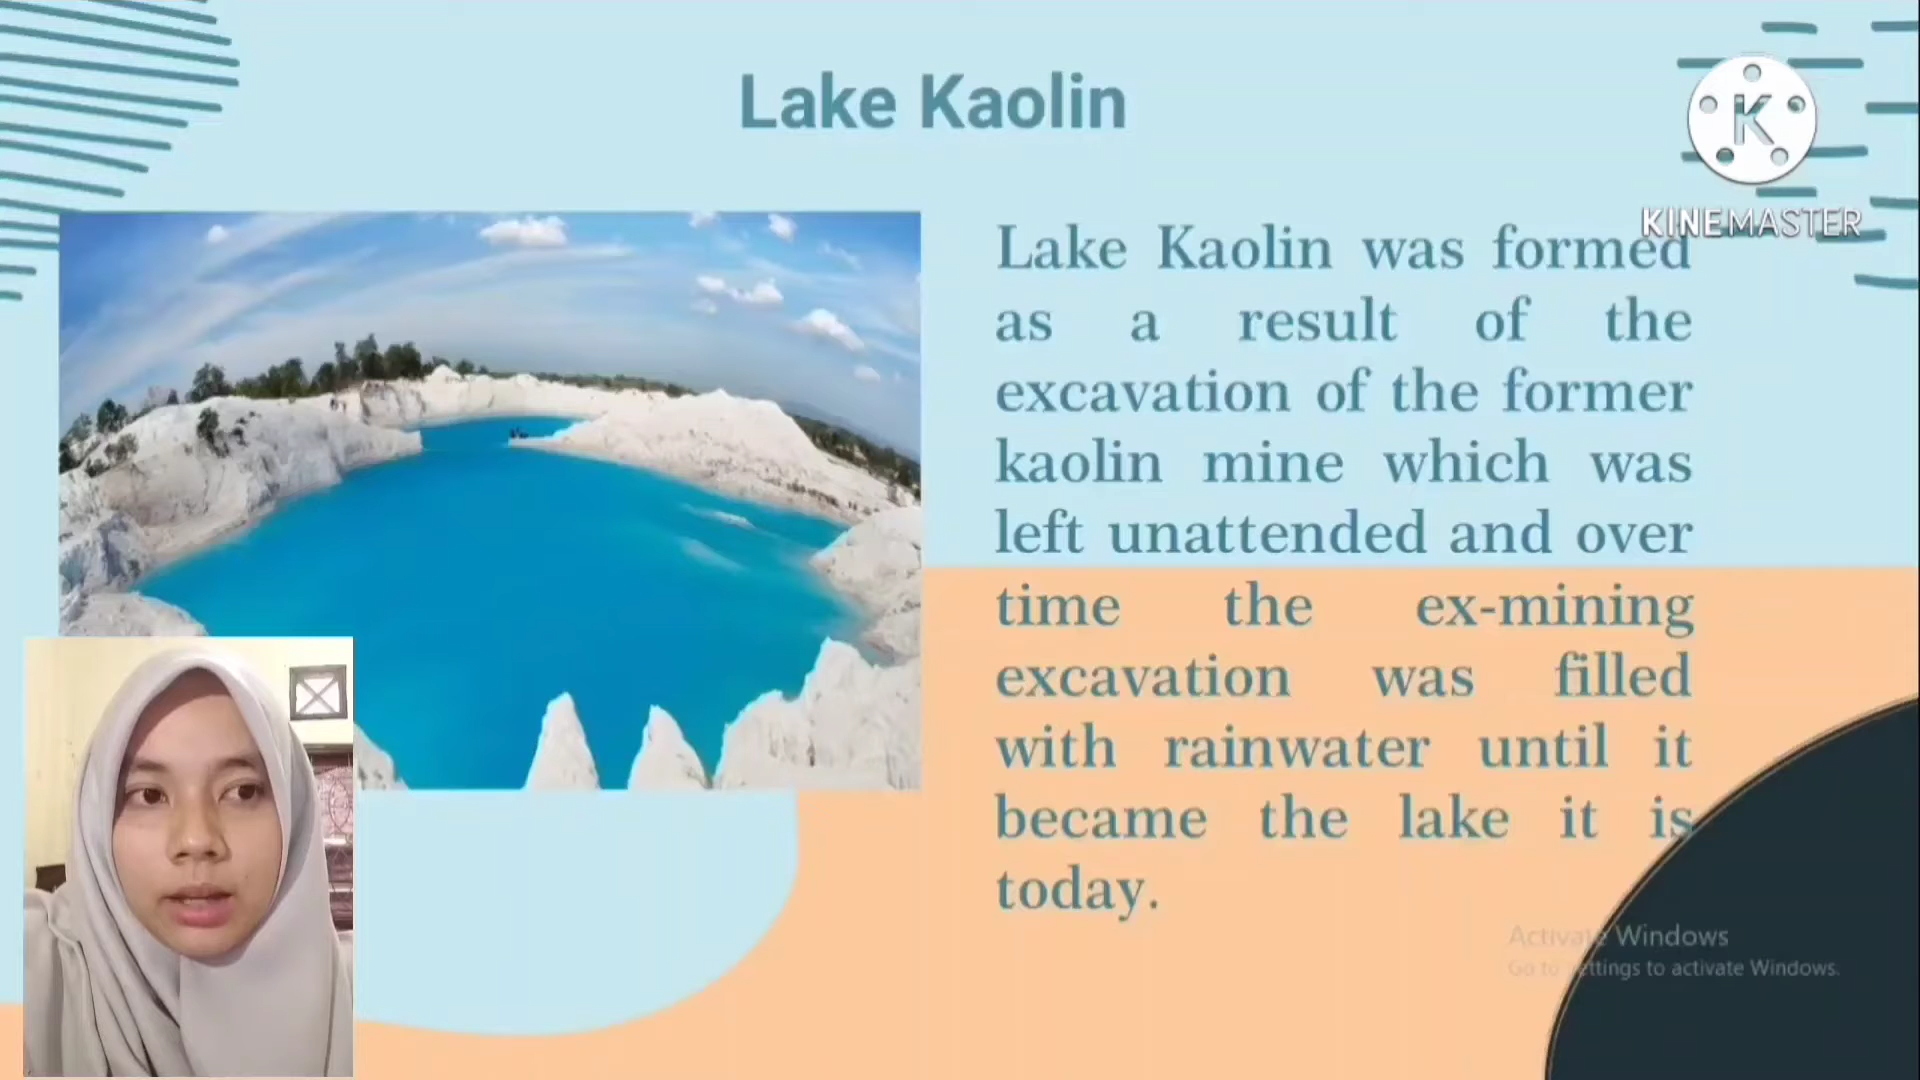 Lake Kaolin
K
KINEMASTER
Lake Kaolin was formed
as a result of the
excavation of the former
kaolin mine which was
left unattended and over
time the ex-mining
excavation was filled
with rainwater until it
became the lake it is
today.
Activate Windows
Go to Settings to activate Windows.